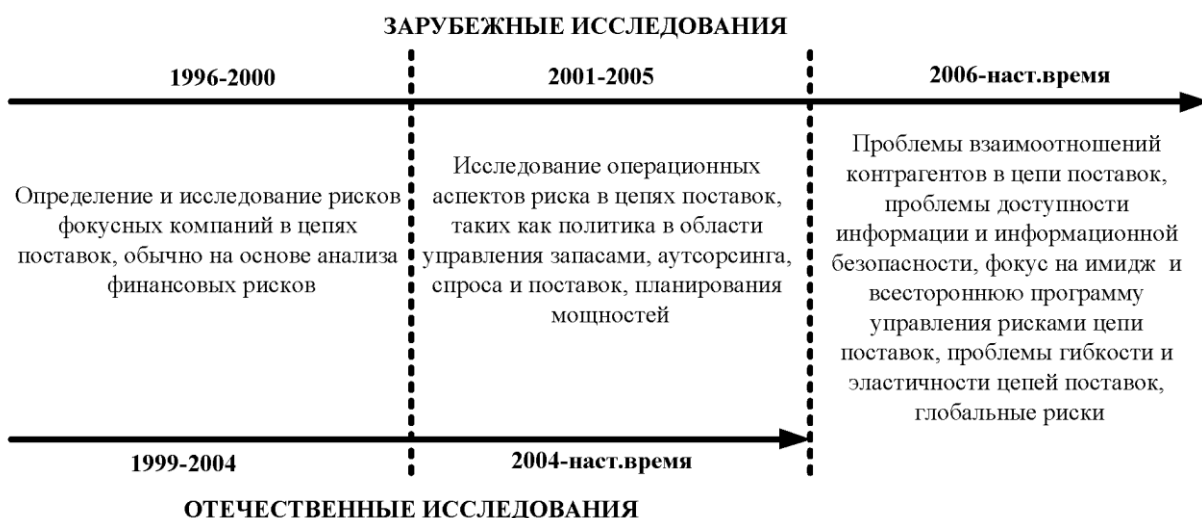 ЗАРУБЕЖНЫЕ ИССЛЕДОВАНИЯ
1996-2000
2001-2005
2006-наст.время
Определение и исследование рисков
фокусных компаний в цепях
поставок, обычно на основе анализа
финансовых рисков
Исследование операционных
аспектов риска в цепях поставок,
таких как политика в области
управления запасами, аутсорсинга,
спроса и поставок, планирования
мощностей
Проблемы взаимоотношений
контрагентов в цепи поставок,
проблемы доступности
информации и информационной
безопасности, фокус на имидж и
всестороннюю программу
управления рисками цепи
поставок, проблемы гибкости и
эластичности цепей поставок,
глобальные риски
1999-2004
2004-наст.время
ОТЕЧЕСТВЕННЫЕ ИССЛЕДОВАНИЯ